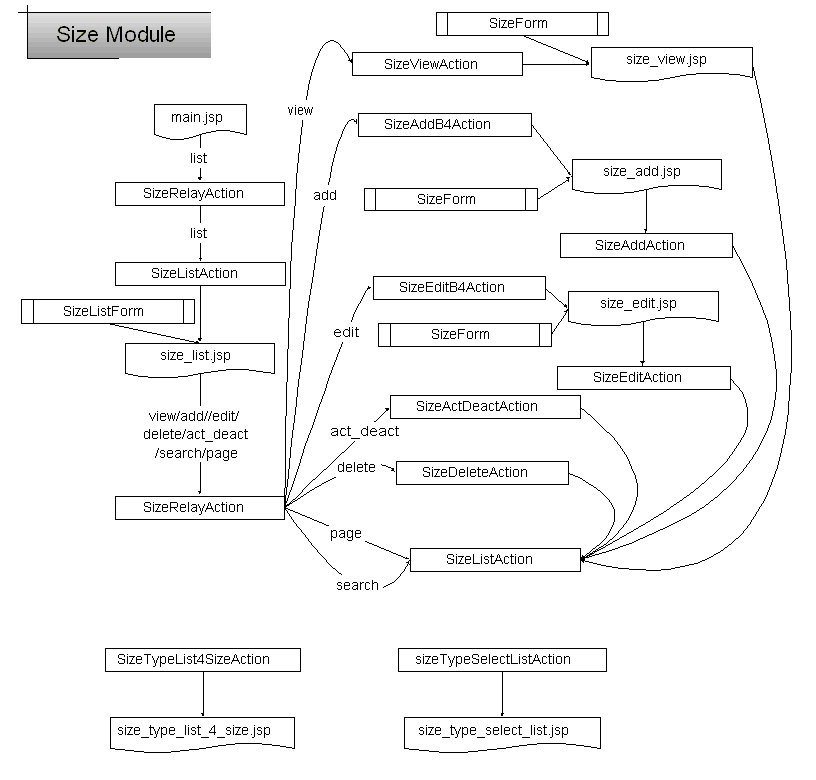 Size Module
SizeForm
SizeViewAction
size_view.jsp
view
main.jsp
list
SizeRelayAction
list
SizeListAction
SizeListForm
size_list.jsp
view/add//edit/
delete/act_deact
/search/page
SizeRelayAction
add
SizeAddB4Action
SizeForm
size_add.jsp
SizeAddAction
edit
SizeEditB4Action
SizeForm
size_edit.jsp
SizeEditAction
act_deact
SizeActDeactAction
delete
SizeDeleteAction
page
search
SizeListAction
SizeTypeList4SizeAction
size_type_list_4_size.jsp
sizeTypeSelectListAction
size_type_select_list.jsp